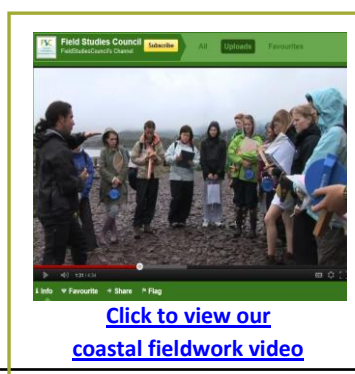 Field Studies Council
FieldStudiesCouncil's Channel
Subscribe
All
Uploads
Favourites
Info
Favourite
Share
Flag
Click to view our
coastal fieldwork video